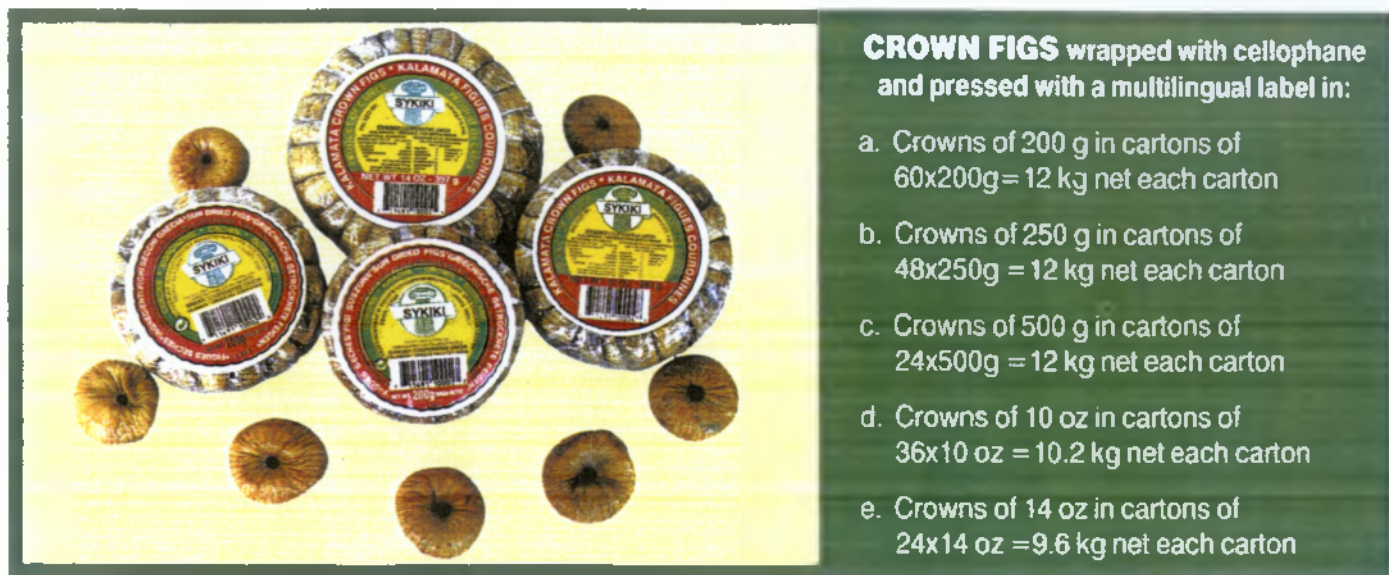 KALAMATA CROWN FIGS * KALAMATA FIGUES COURONNES
SYKIKI
NET WT 14 OZ - 397 g
SYKIKI
KALAMATA CROWN FIGS * KALAMATA FIGUES COURONNES
SYKIKI
SYKIKI
200g
CROWN FIGS wrapped with cellophane
and pressed with a multilingual label in:
a. Crowns of 200 g in cartons of
60x200g=12 kg net each carton
b. Crowns of 250 g in cartons of
48x250g = 12 kg net each carton
c. Crowns of 500 g in cartons of
24x500g = 12 kg net each carton
d. Crowns of 10 oz in cartons of
36x10 oz =10.2 kg net each carton
e. Crowns of 14 oz in cartons of
24x14 oz =9.6 kg net each carton